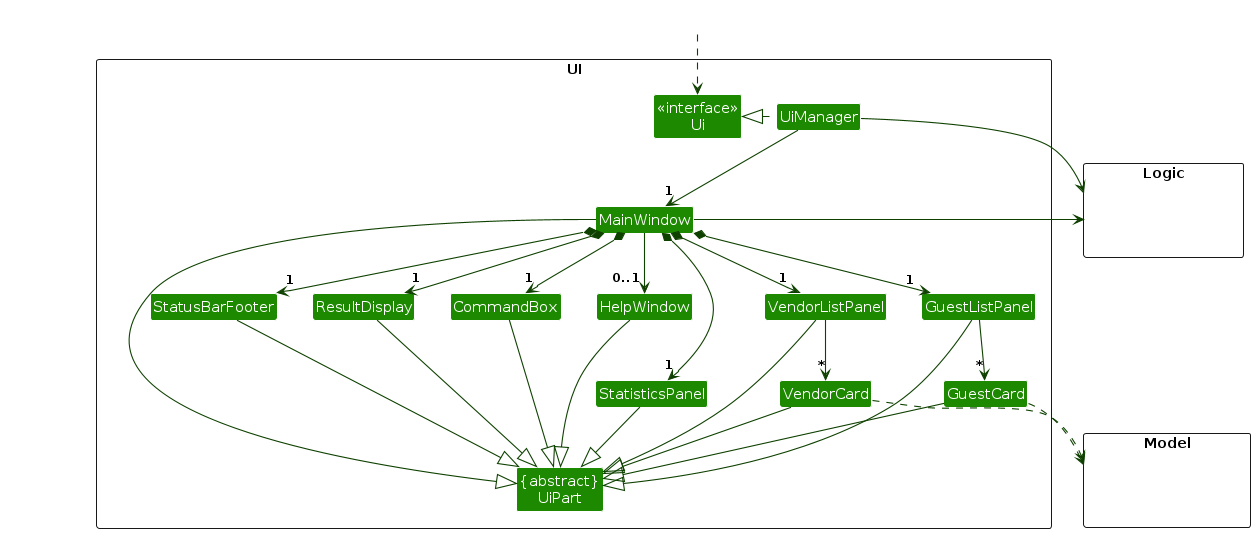 UI
«interface»
Ui
UiManager
Logic
1
MainWindow
1
1
1
0..1
1
1
StatusBarFooter
ResultDisplay
CommandBox
HelpWindow
VendorListPanel
GuestListPanel
1
*
*
StatisticsPanel
VendorCard
GuestCard
Model
{abstract}
UiPart